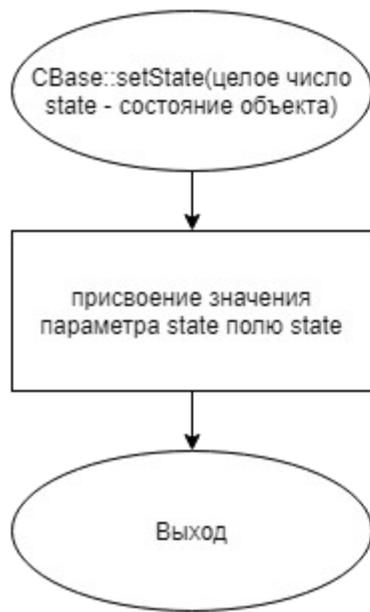 CBase::setState(целое число
state - состояние объекта)
присвоение значения
параметра state полю state
Выход